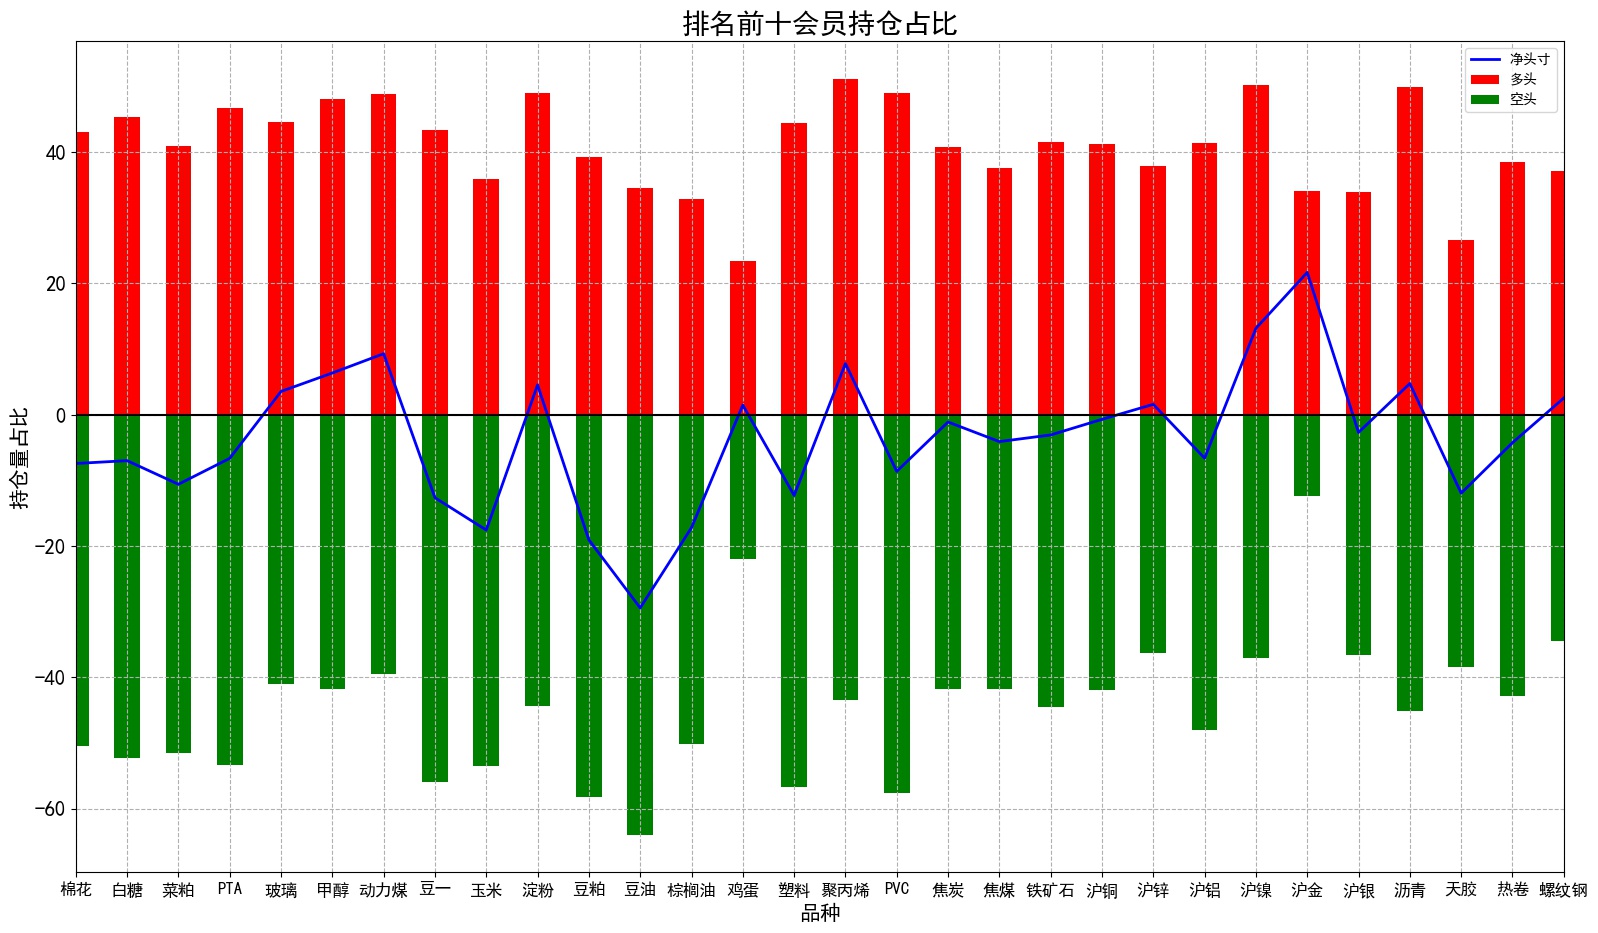 排名前十会员持仓占比
净头寸
多头
空头
持仓量占比
40
20
0
−20
−40
−60
棉花 白糖 菜粕 PTA 玻璃 甲醇 动力煤 豆一 玉米 淀粉 豆粕 豆油 棕榈油 鸡蛋 塑料 聚丙烯 PVC 焦炭 焦煤 铁矿石 沪铜 沪锌 沪铝 沪镍 沪金 沪银 沥青 天胶 热卷 螺纹钢
品种